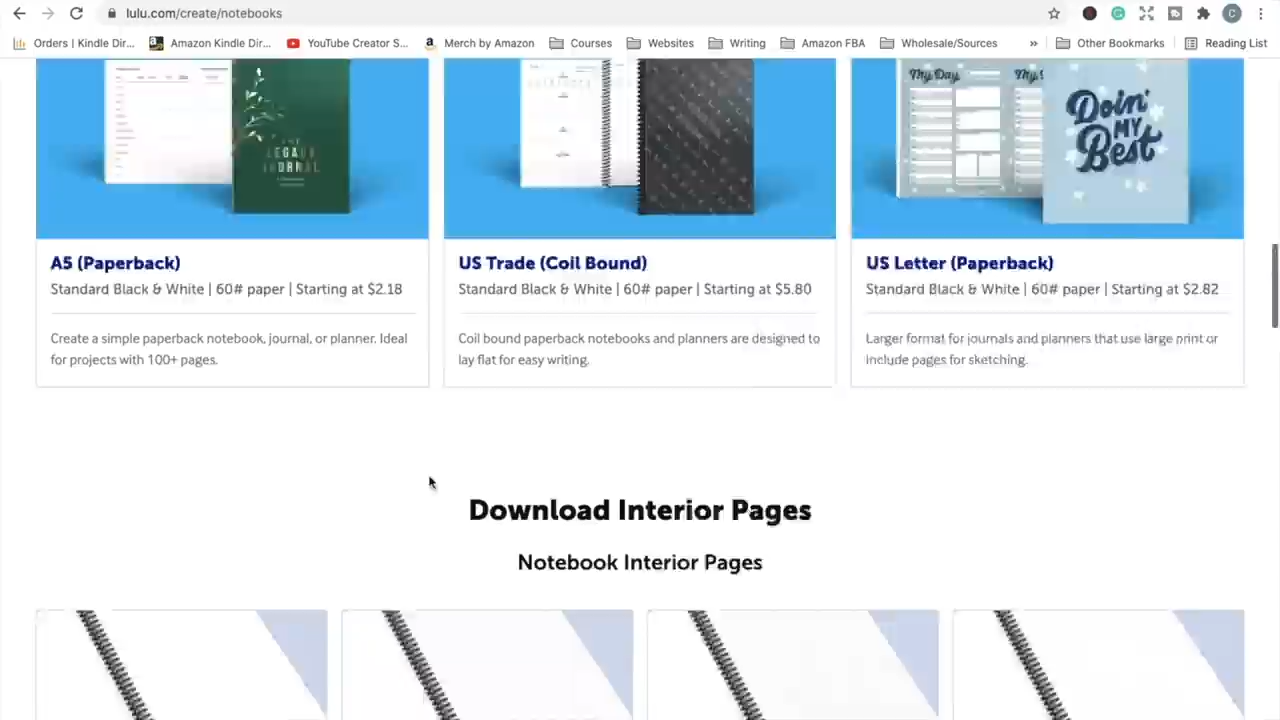 lulu.com/create/notebooks
Orders | Kindle Dir...
Amazon Kindle Dir...
YouTube Creator S...
Merch by Amazon
Courses
Websites
Writing
Amazon FBA
Wholesale/Sources
»
Other Bookmarks
Reading List
C
LEGACY
JOURNAL
My Day
Doin'
MY
Best
A5 (Paperback)
Standard Black & White | 60# paper | Starting at $2.18
Create a simple paperback notebook, journal, or planner. Ideal
for projects with 100+ pages.
US Trade (Coil Bound)
Standard Black & White | 60# paper | Starting at $5.80
Coil bound paperback notebooks and planners are designed to
lay flat for easy writing.
US Letter (Paperback)
Standard Black & White | 60# paper | Starting at $2.82
Larger format for journals and planners that use large print or
include pages for sketching.
Download Interior Pages
Notebook Interior Pages